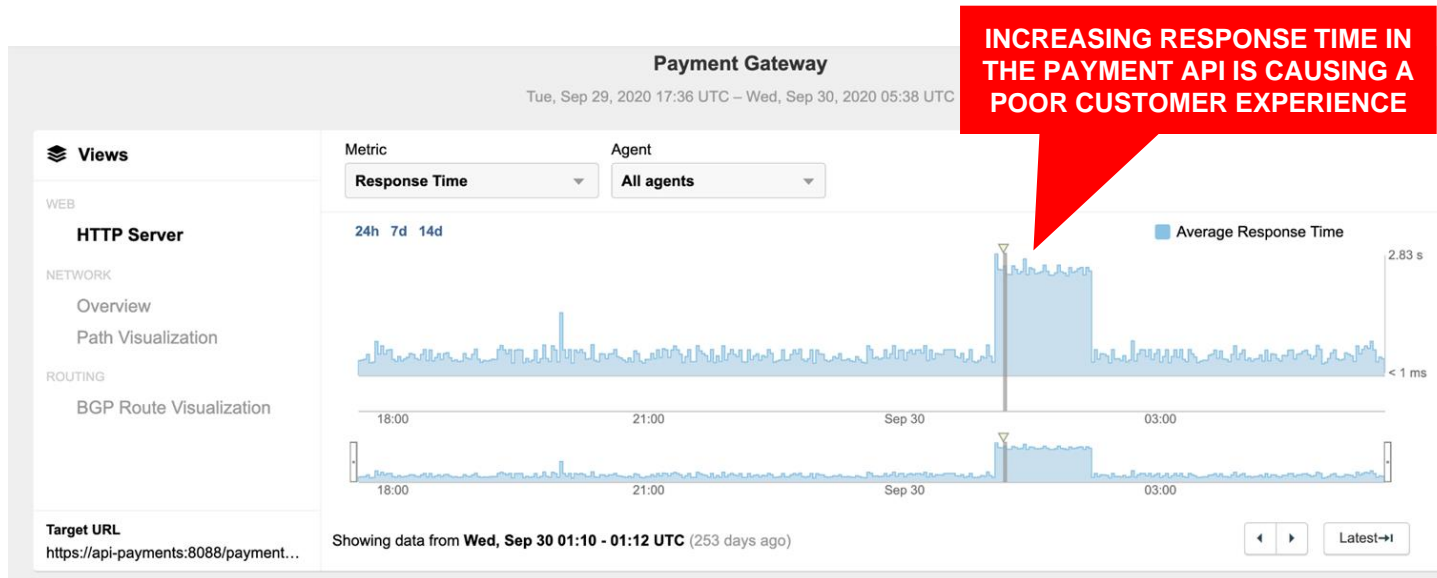 INCREASING RESPONSE TIME IN
THE PAYMENT API IS CAUSING A
POOR CUSTOMER EXPERIENCE
Payment Gateway
Tue, Sep 29, 2020 17:36 UTC – Wed, Sep 30, 2020 05:38 UTC
Views
WEB
HTTP Server
NETWORK
Overview
Path Visualization
ROUTING
BGP Route Visualization
Target URL
https://api-payments:8088/payment...
Metric
Agent
Response Time
All agents
24h 7d 14d
Average Response Time
2.83 s
< 1 ms
18:00 21:00 Sep 30 03:00
18:00 21:00 Sep 30 03:00
Showing data from Wed, Sep 30 01:10 - 01:12 UTC (253 days ago)
Latest